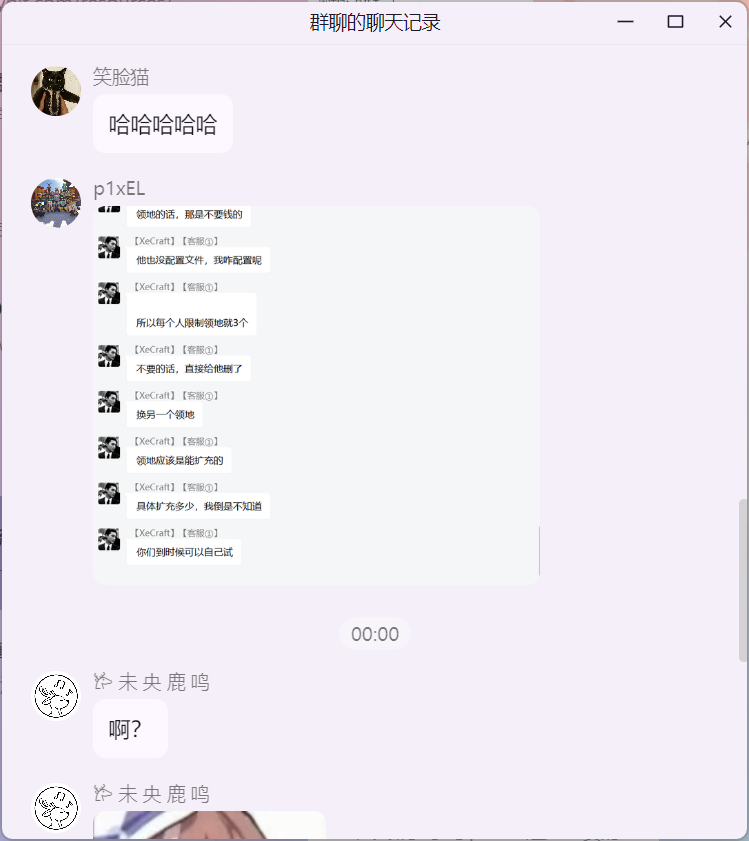 群聊的聊天记录
笑脸猫
哈哈哈哈哈
p1xEL
领地的话，那是不要钱的
【XeCraft】【客服①】
他也没配置文件，我咋配置呢
【XeCraft】【客服①】
所以每个人限制领地就3个
【XeCraft】【客服①】
不要的话，直接给他删了
【XeCraft】【客服①】
换另一个领地
【XeCraft】【客服①】
领地应该是能扩充的
【XeCraft】【客服①】
具体扩充多少，我倒是不知道
【XeCraft】【客服①】
你们到时候可以自己试
00:00
未 央 鹿 鸣
啊？
未 央 鹿 鸣